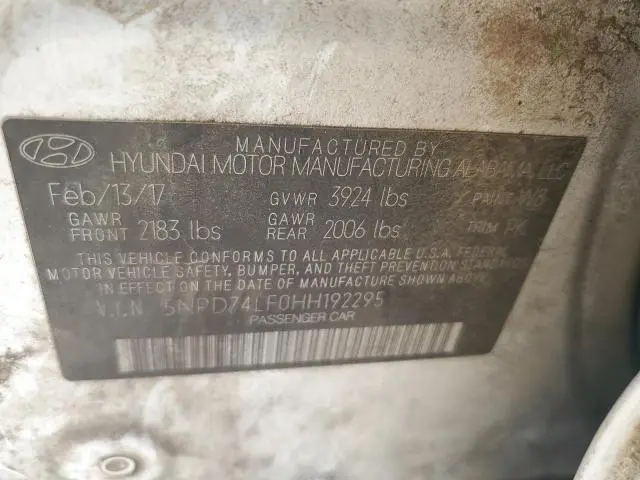 MANUFACTURED BY
HYUNDAI MOTOR MANUFACTURING ALABAMA, LLC
Feb/13/17 GVWR 3924 lbs PAINT
GAWR FRONT 2183 lbs GAWR REAR 2006 lbs TRIM
THIS VEHICLE CONFORMS TO ALL APPLICABLE U.S.A. FEDERAL
MOTOR VEHICLE SAFETY, BUMPER, AND THEFT PREVENTION STANDARDS
IN EFFECT ON THE DATE OF MANUFACTURE SHOWN ABOVE.
V.I.N 5NPD74LF0HH192295
PASSENGER CAR